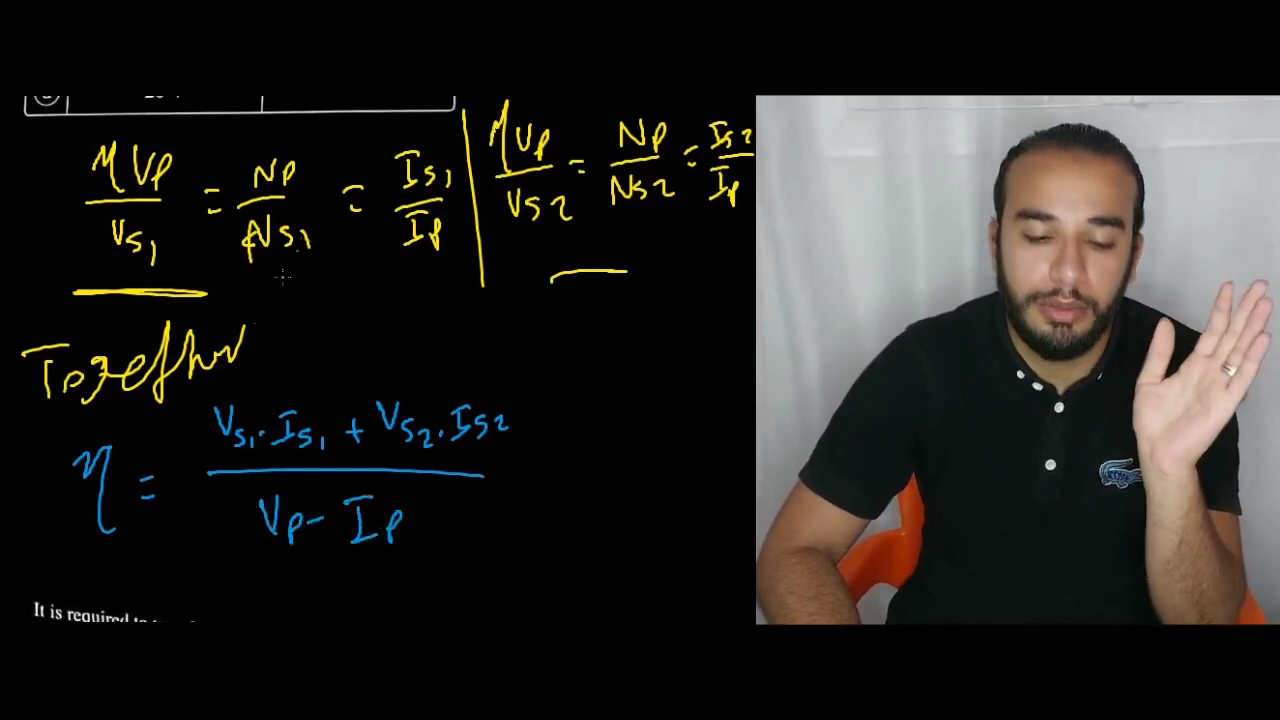 ηVp/Vs1 = Np/Ns1 = Is1/Ip | ηVp/Vs2 = Np/Ns2 = Is2/Ip
Together
η = Vs1 . Is1 + Vs2 . Is2 / Vp - Ip
It is required to